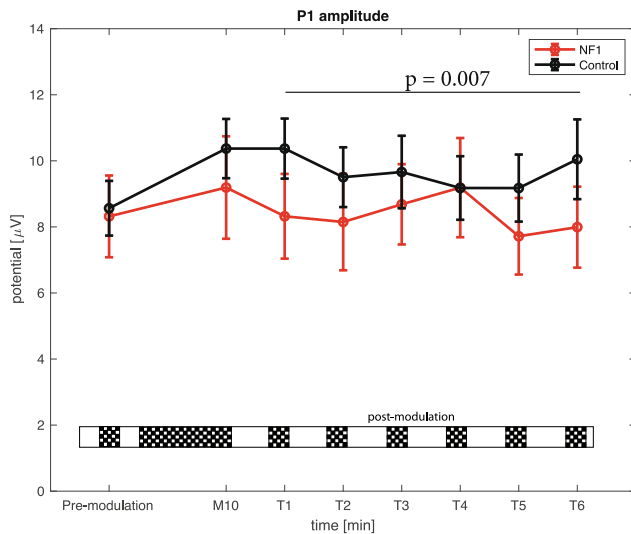 P1 amplitude
14
12
10
8
6
4
2
0
potential [μV]
NF1
Control
p = 0.007
post-modulation
Pre-modulation M10 T1 T2 T3 T4 T5 T6
time [min]